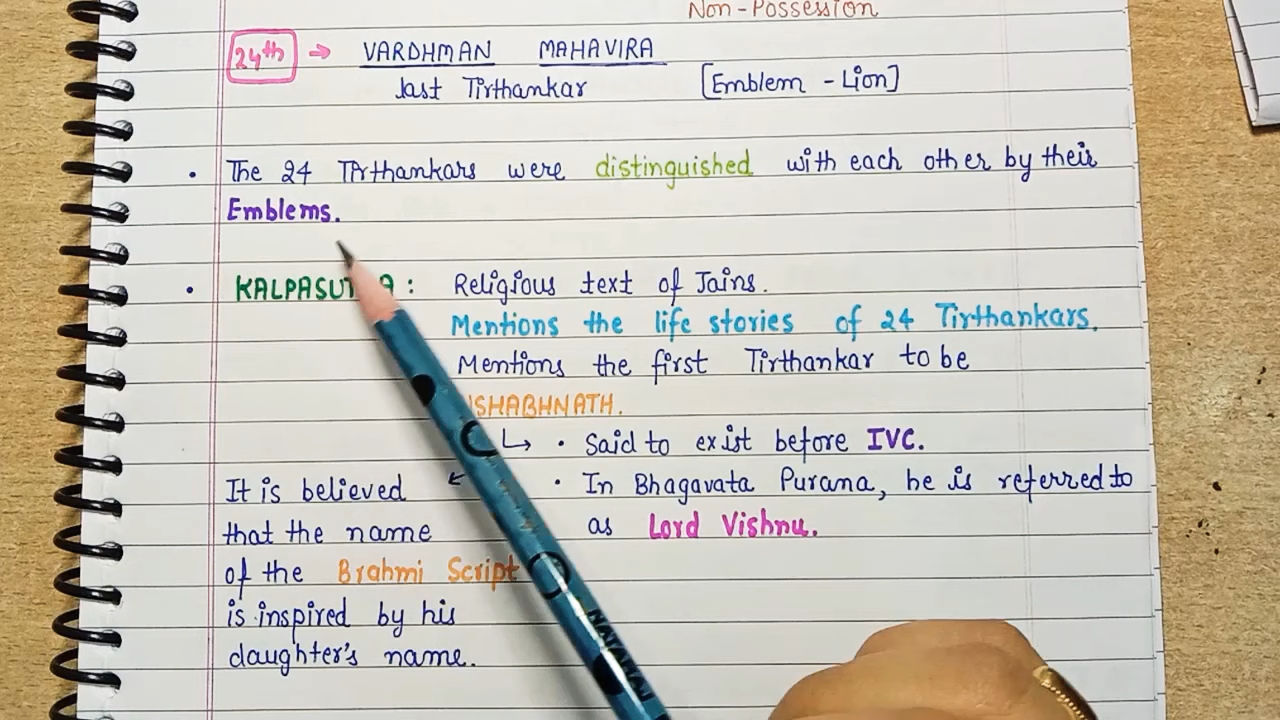 Non-Possession
24th → VARDHMAN MAHAVIRA
last Tirthankar [Emblem - Lion]
• The 24 Tirthankars were distinguished with each other by their
Emblems.
• : Religious text of Jains.
Mentions the life stories of 24 Tirthankars.
Mentions the first Tirthankar to be
↳ • Said to exist before IVC.
It is believed ← • In Bhagavata Purana, he is referred to
that the name as Lord Vishnu.
of the Brahmi Script
is inspired by his
daughter's name.
NATARAJ